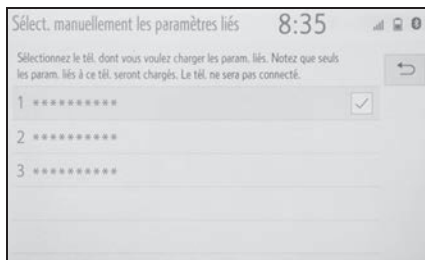 Sélect. manuellement les paramètres liés 8:35
Sélectionnez le tél. dont vous voulez charger les param. liés. Notez que seuls
les param. liés à ce tél. seront chargés. Le tél. ne sera pas connecté.
1 **********
2 **********
3 **********